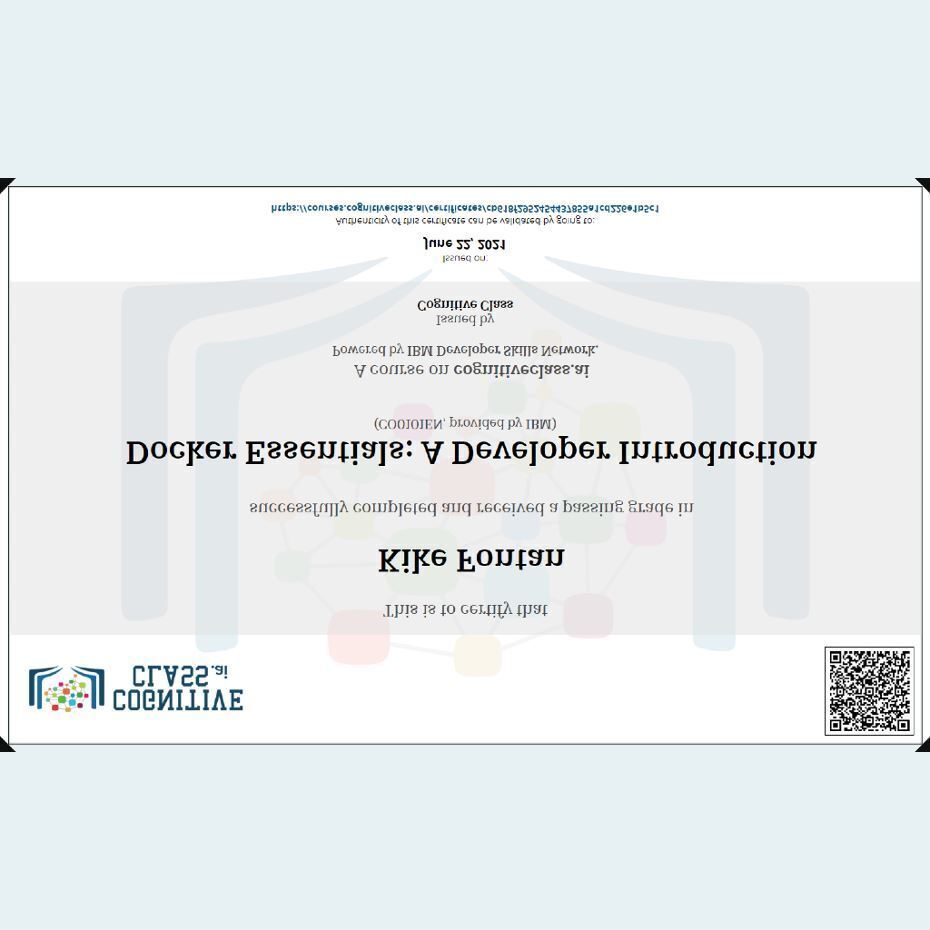 COGNITIVE
CLASS.ai
This is to certify that
Kike Fontan
successfully completed and received a passing grade in
Docker Essentials: A Developer Introduction
(CO0101EN, provided by IBM)
A course on cognitiveclass.ai
Powered by IBM Developer Skills Network.
Issued by
Cognitive Class
Issued on:
June 22, 2021
Authenticity of this certificate can be validated by going to:
https://courses.cognitiveclass.ai/certificates/cb618f2952454437855a1cd226e1b5c1